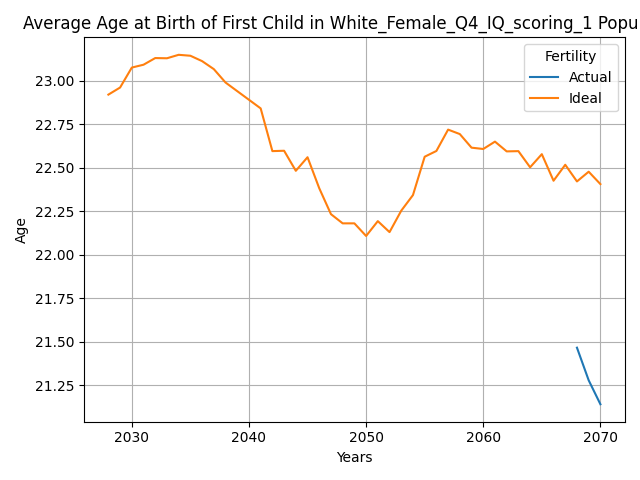 Average Age at Birth of First Child in White_Female_Q4_IQ_scoring_1 Popu
Fertility
Actual
Ideal
23.00
22.75
22.50
22.25
22.00
21.75
21.50
21.25
Age
2030 2040 2050 2060 2070
Years